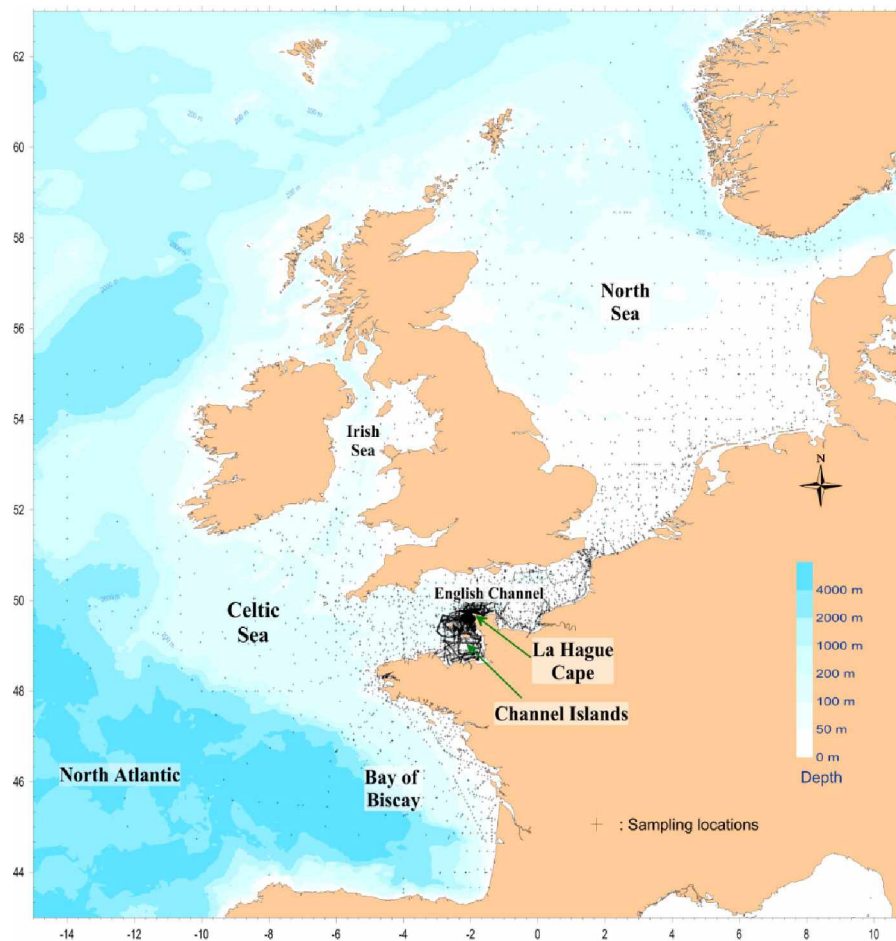 62
60
58
56
54
52
50
48
46
44
North
Sea
Irish
Sea
N
English Channel
Celtic
Sea
La Hague
Cape
Channel Islands
North Atlantic
Bay of
Biscay
4000 m
2000 m
1000 m
200 m
100 m
50 m
0 m
Depth
+ : Sampling locations
-14 -12 -10 -8 -6 -4 -2 0 2 4 6 8 10